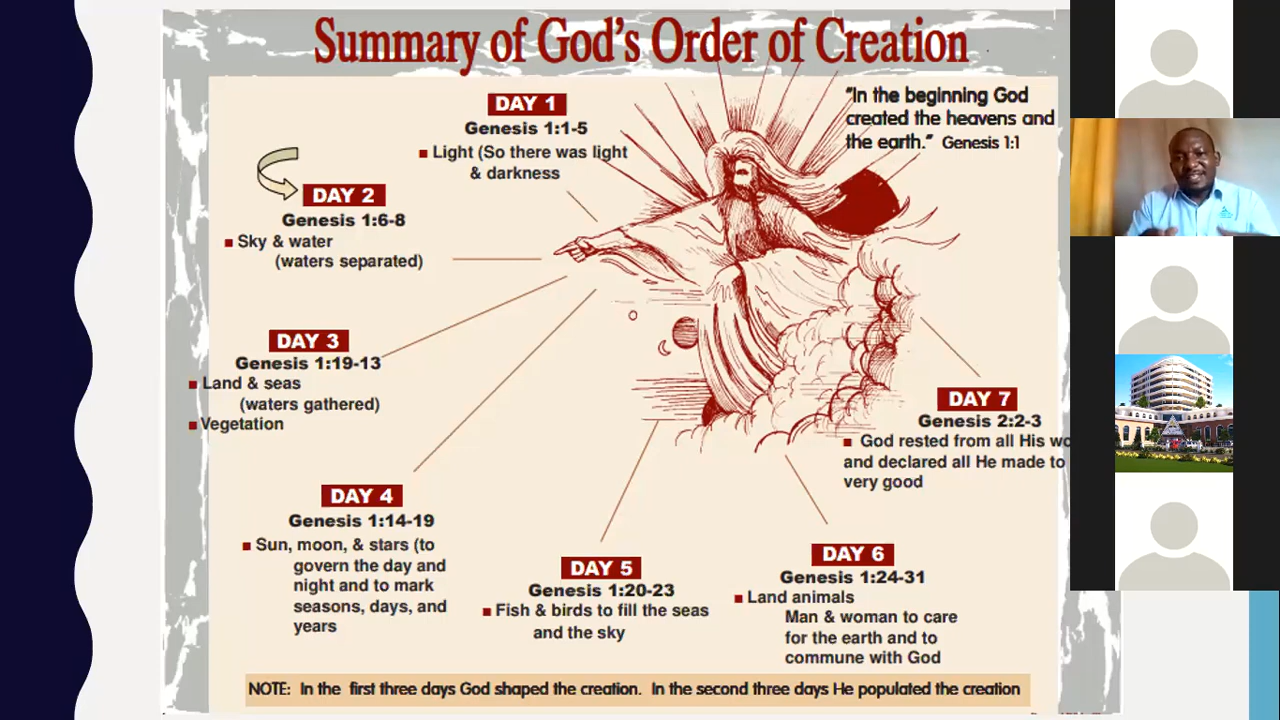 Summary of God's Order of Creation
"In the beginning God
created the heavens and
the earth." Genesis 1:1
DAY 1
Genesis 1:1-5
■ Light (So there was light
& darkness
DAY 2
Genesis 1:6-8
■ Sky & water
(waters separated)
DAY 3
Genesis 1:19-13
■ Land & seas
(waters gathered)
■ Vegetation
DAY 4
Genesis 1:14-19
■ Sun, moon, & stars (to
govern the day and
night and to mark
seasons, days, and
years
DAY 5
Genesis 1:20-23
■ Fish & birds to fill the seas
and the sky
DAY 6
Genesis 1:24-31
■ Land animals
Man & woman to care
for the earth and to
commune with God
DAY 7
Genesis 2:2-3
■ God rested from all His wo
and declared all He made to
very good
NOTE: In the first three days God shaped the creation. In the second three days He populated the creation